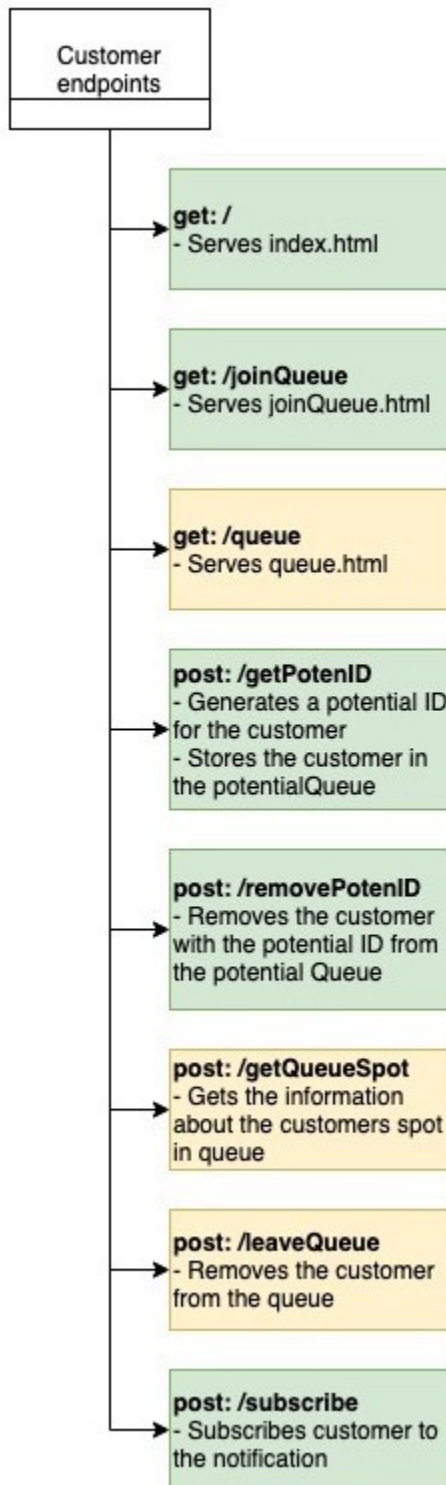 Customer
endpoints
get: /
- Serves index.html
get: /joinQueue
- Serves joinQueue.html
get: /queue
- Serves queue.html
post: /getPotenID
- Generates a potential ID
for the customer
- Stores the customer in
the potentialQueue
post: /removePotenID
- Removes the customer
with the potential ID from
the potential Queue
post: /getQueueSpot
- Gets the information
about the customers spot
in queue
post: /leaveQueue
- Removes the customer
from the queue
post: /subscribe
- Subscribes customer to
the notification